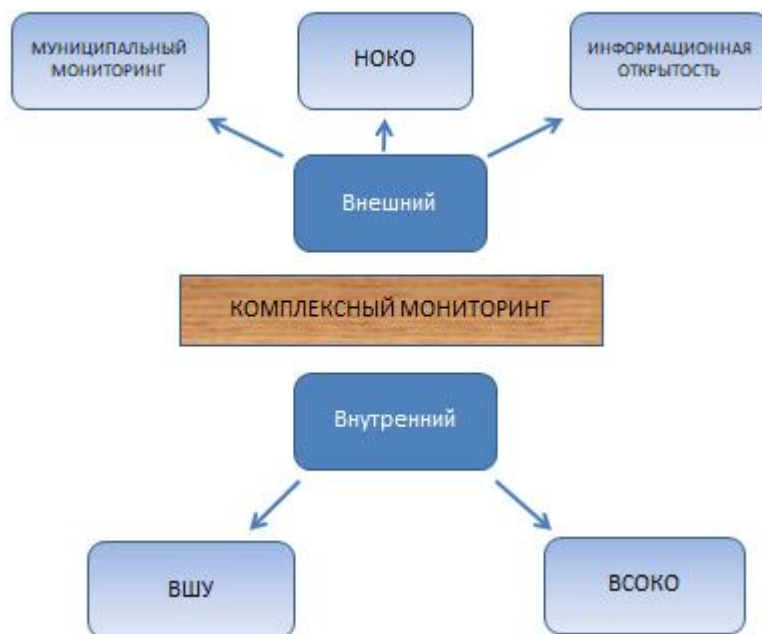 МУНИЦИПАЛЬНЫЙ
МОНИТОРИНГ
НОКО
ИНФОРМАЦИОННАЯ
ОТКРЫТОСТЬ
Внешний
КОМПЛЕКСНЫЙ МОНИТОРИНГ
Внутренний
ВШУ
ВСОКО